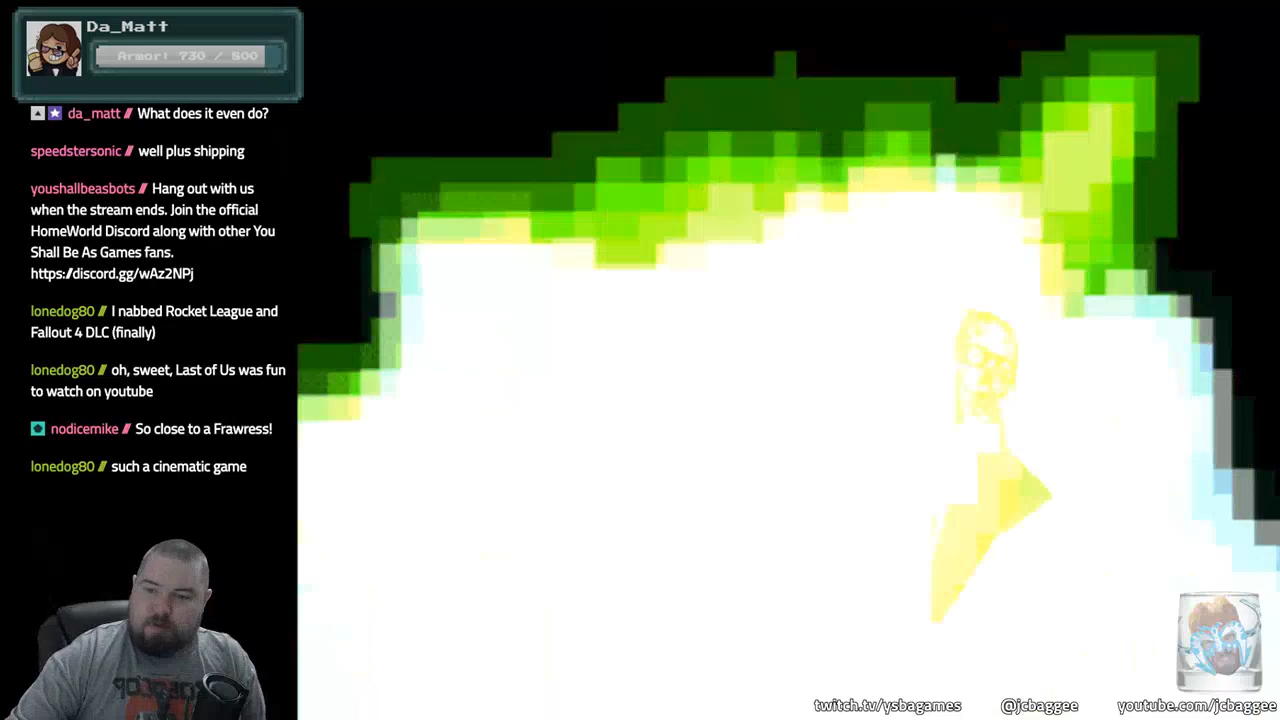 Da_Matt
Armor: 730 / 800
da_matt // What does it even do?
speedstersonic // well plus shipping
youshallbeasbots // Hang out with us
when the stream ends. Join the official
HomeWorld Discord along with other You
Shall Be As Games fans.
https://discord.gg/wAz2NPj
lonedog80 // I nabbed Rocket League and
Fallout 4 DLC (finally)
lonedog80 // oh, sweet, Last of Us was fun
to watch on youtube
nodicemike // So close to a Frawress!
lonedog80 // such a cinematic game
twitch.tv/ysbagames @jcbaggee youtube.com/jcbaggee